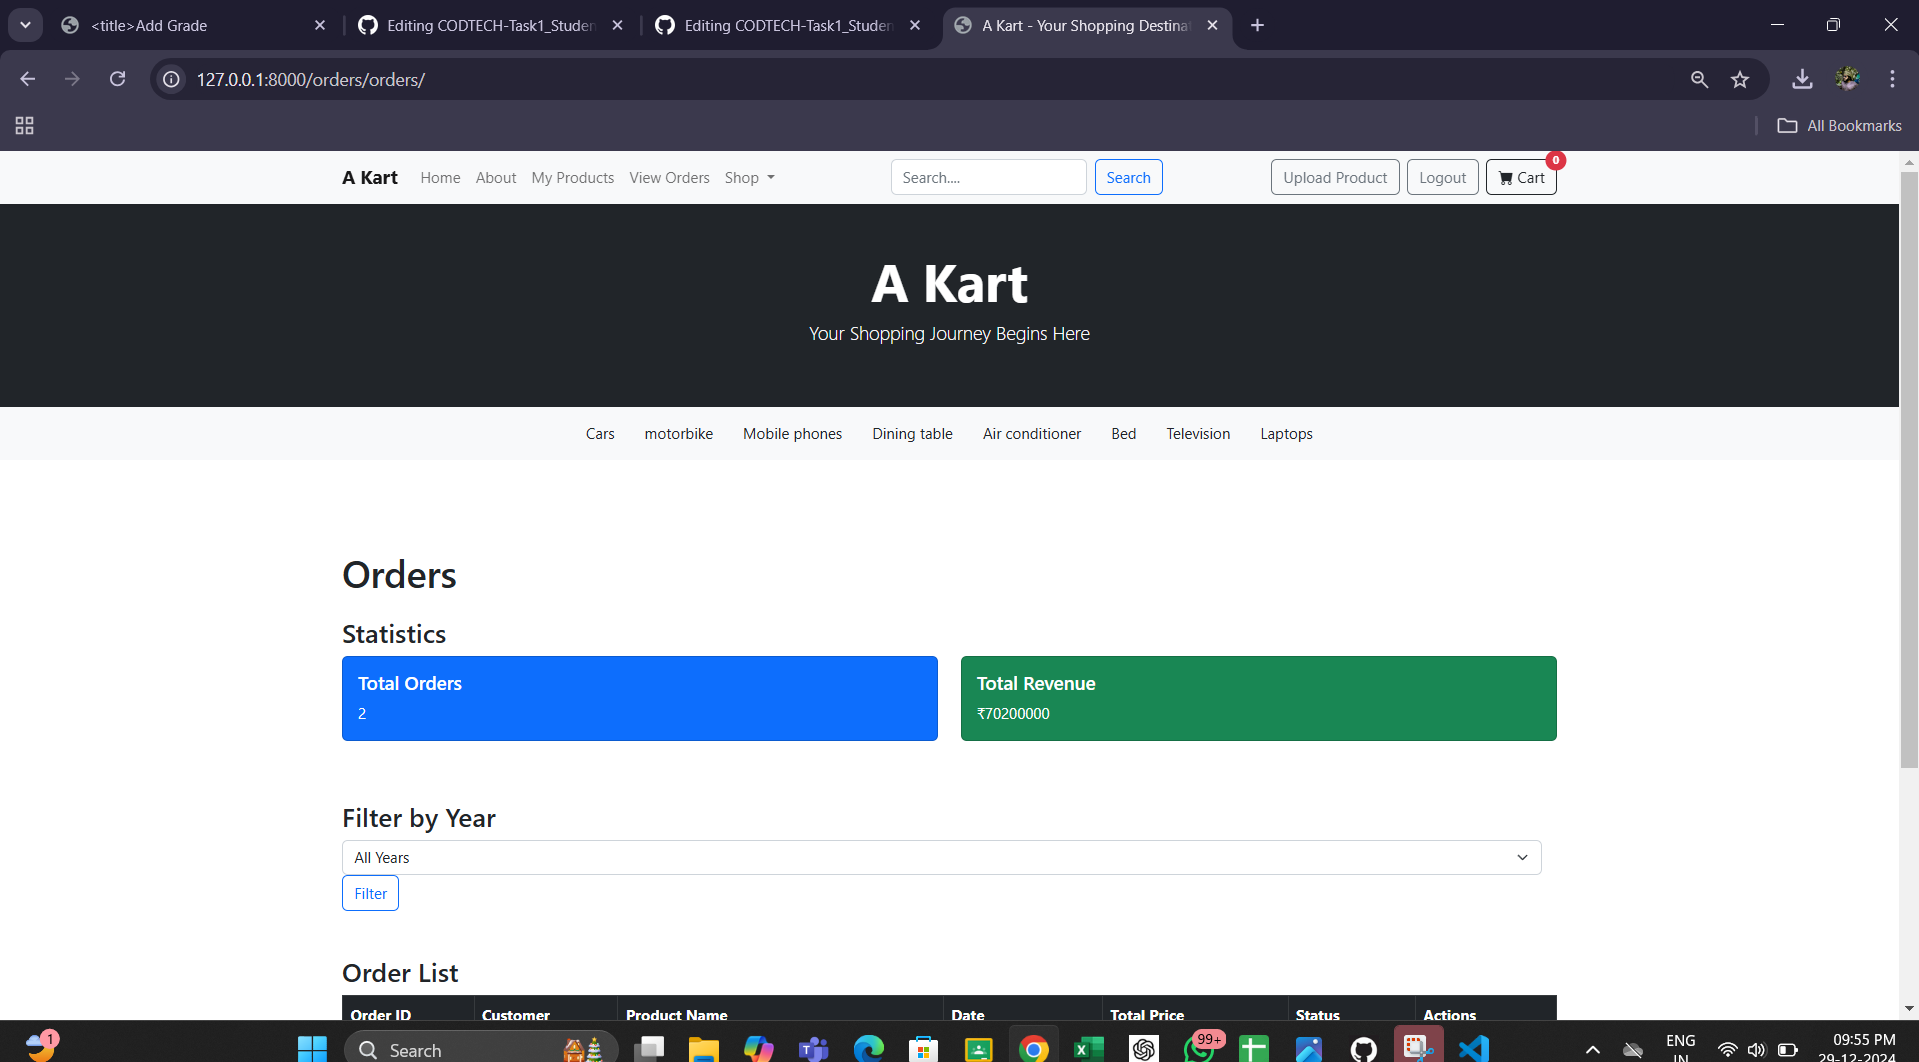 <title>Add Grade
Editing CODTECH-Task1_Studen
Editing CODTECH-Task1_Studen
A Kart - Your Shopping Destinat
127.0.0.1:8000/orders/orders/
All Bookmarks
A Kart Home About My Products View Orders Shop
Search....
Search
Upload Product
Logout
Cart
0
A Kart
Your Shopping Journey Begins Here
Cars motorbike Mobile phones Dining table Air conditioner Bed Television Laptops
Orders
Statistics
Total Orders
2
Total Revenue
₹70200000
Filter by Year
All Years
Filter
Order List
Order ID Customer Product Name Date Total Price Status Actions
1
Search
99+
ENG
IN
09:55 PM
29-12-2024